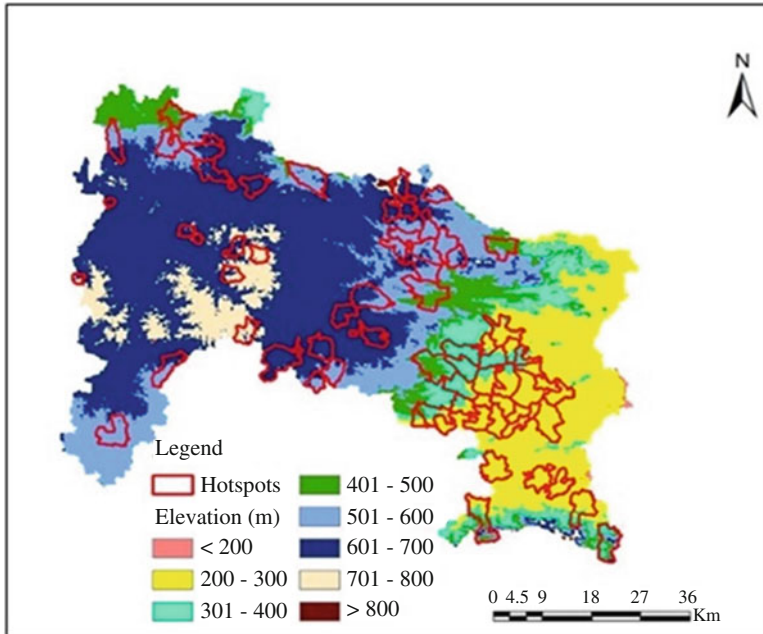 N
Legend
Hotspots
Elevation (m)
< 200
200 - 300
301 - 400
401 - 500
501 - 600
601 - 700
701 - 800
> 800
0 4.5 9 18 27 36
Km